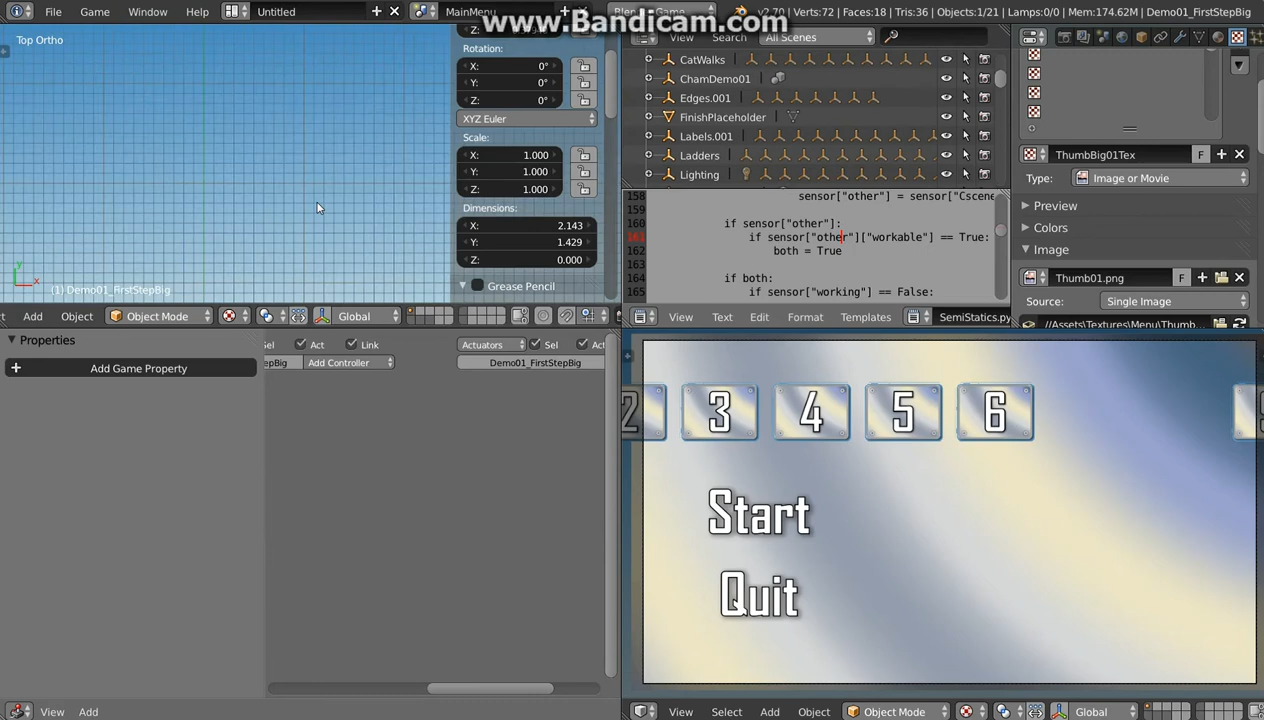 www.Bandicam.com
File
Game
Window
Help
Untitled
MainMenu
v2.70 | Verts:72 | Faces:18 | Tris:36 | Objects:1/21 | Lamps:0/0 | Mem:174.62M | Demo01_FirstStepBig
Top Ortho
Z:
Rotation:
X: 0°
Y: 0°
Z: 0°
XYZ Euler
Scale:
X: 1.000
Y: 1.000
Z: 1.000
Dimensions:
X: 2.143
Y: 1.429
Z: 0.000
Grease Pencil
y
x
(1) Demo01_FirstStepBig
Add
Object
Object Mode
Global
View
Search
All Scenes
CatWalks
ChamDemo01
Edges.001
FinishPlaceholder
Labels.001
Ladders
Lighting
158 sensor["other"] = sensor["Cscene
159
160 if sensor["other"]:
161 if sensor["other"]["workable"] == True:
162 both = True
163
164 if both:
165 if sensor["working"] == False:
View
Text
Edit
Format
Templates
SemiStatics.py
ThumbBig01Tex
F
Type:
Image or Movie
Preview
Colors
Image
Thumb01.png
F
Source:
Single Image
//Assets\Textures\Menu\Thumb
Properties
Add Game Property
Sel
Act
Link
Actuators
Sel
Act
epBig
Add Controller
Demo01_FirstStepBig
View
Add
2
3
4
5
6
Start
Quit
View
Select
Add
Object
Object Mode
Global